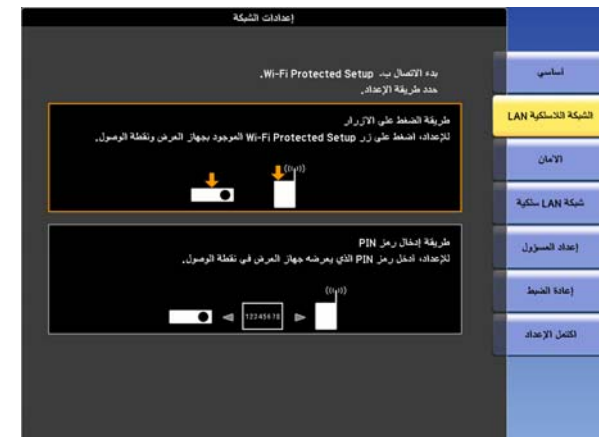 إعدادات الشبكة
بدء الاتصال بـ Wi-Fi Protected Setup.
حدد طريقة الإعداد.
طريقة الضغط على الازرار
للإعداد، اضغط على زر Wi-Fi Protected Setup الموجود بجهاز العرض ونقطة الوصول.
طريقة إدخال رمز PIN
للإعداد، أدخل رمز PIN الذي يعرضه جهاز العرض في نقطة الوصول.
12345678
أساسي
الشبكة اللاسلكية LAN
الأمان
شبكة LAN سلكية
إعداد المسؤول
إعادة الضبط
اكتمل الإعداد